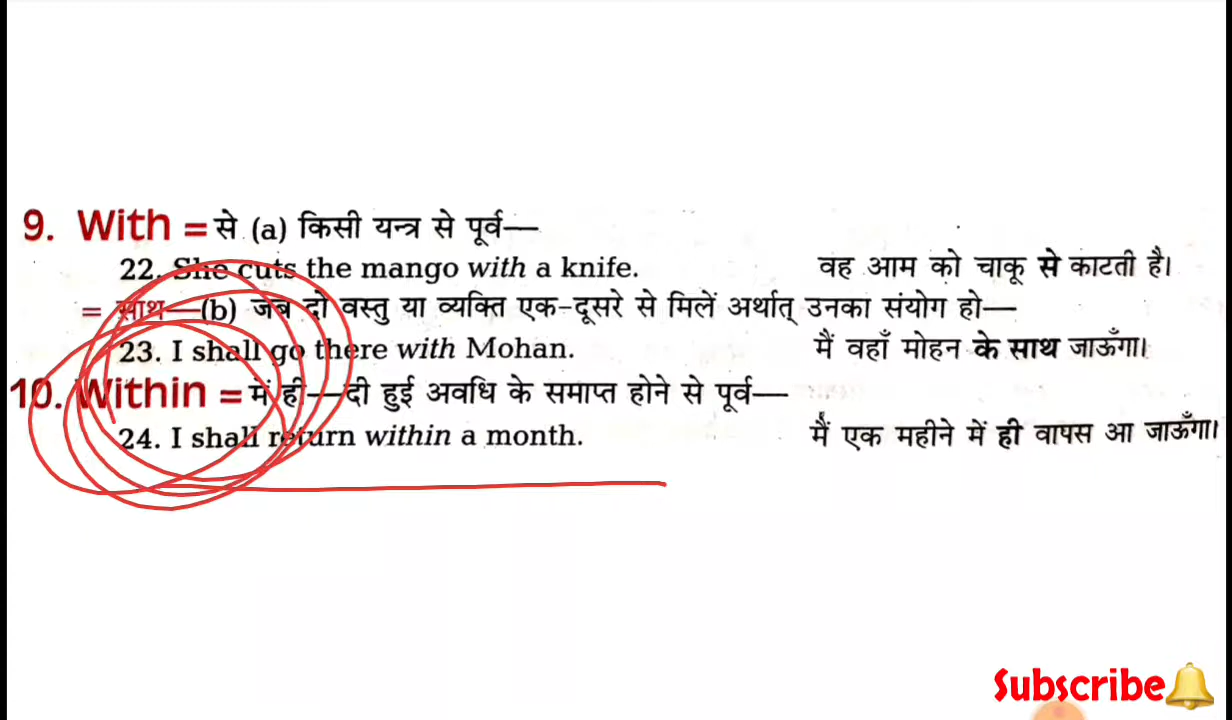 9. With = से (a) किसी यन्त्र से पूर्व—
22. She cuts the mango with a knife. वह आम को चाकू से काटती है।
= साथ—(b) जब दो वस्तु या व्यक्ति एक-दूसरे से मिलें अर्थात् उनका संयोग हो—
23. I shall go there with Mohan. मैं वहाँ मोहन के साथ जाऊँगा।
10. Within = में ही—दी हुई अवधि के समाप्त होने से पूर्व—
24. I shall return within a month. मैं एक महीने में ही वापस आ जाऊँगा।
Subscribe